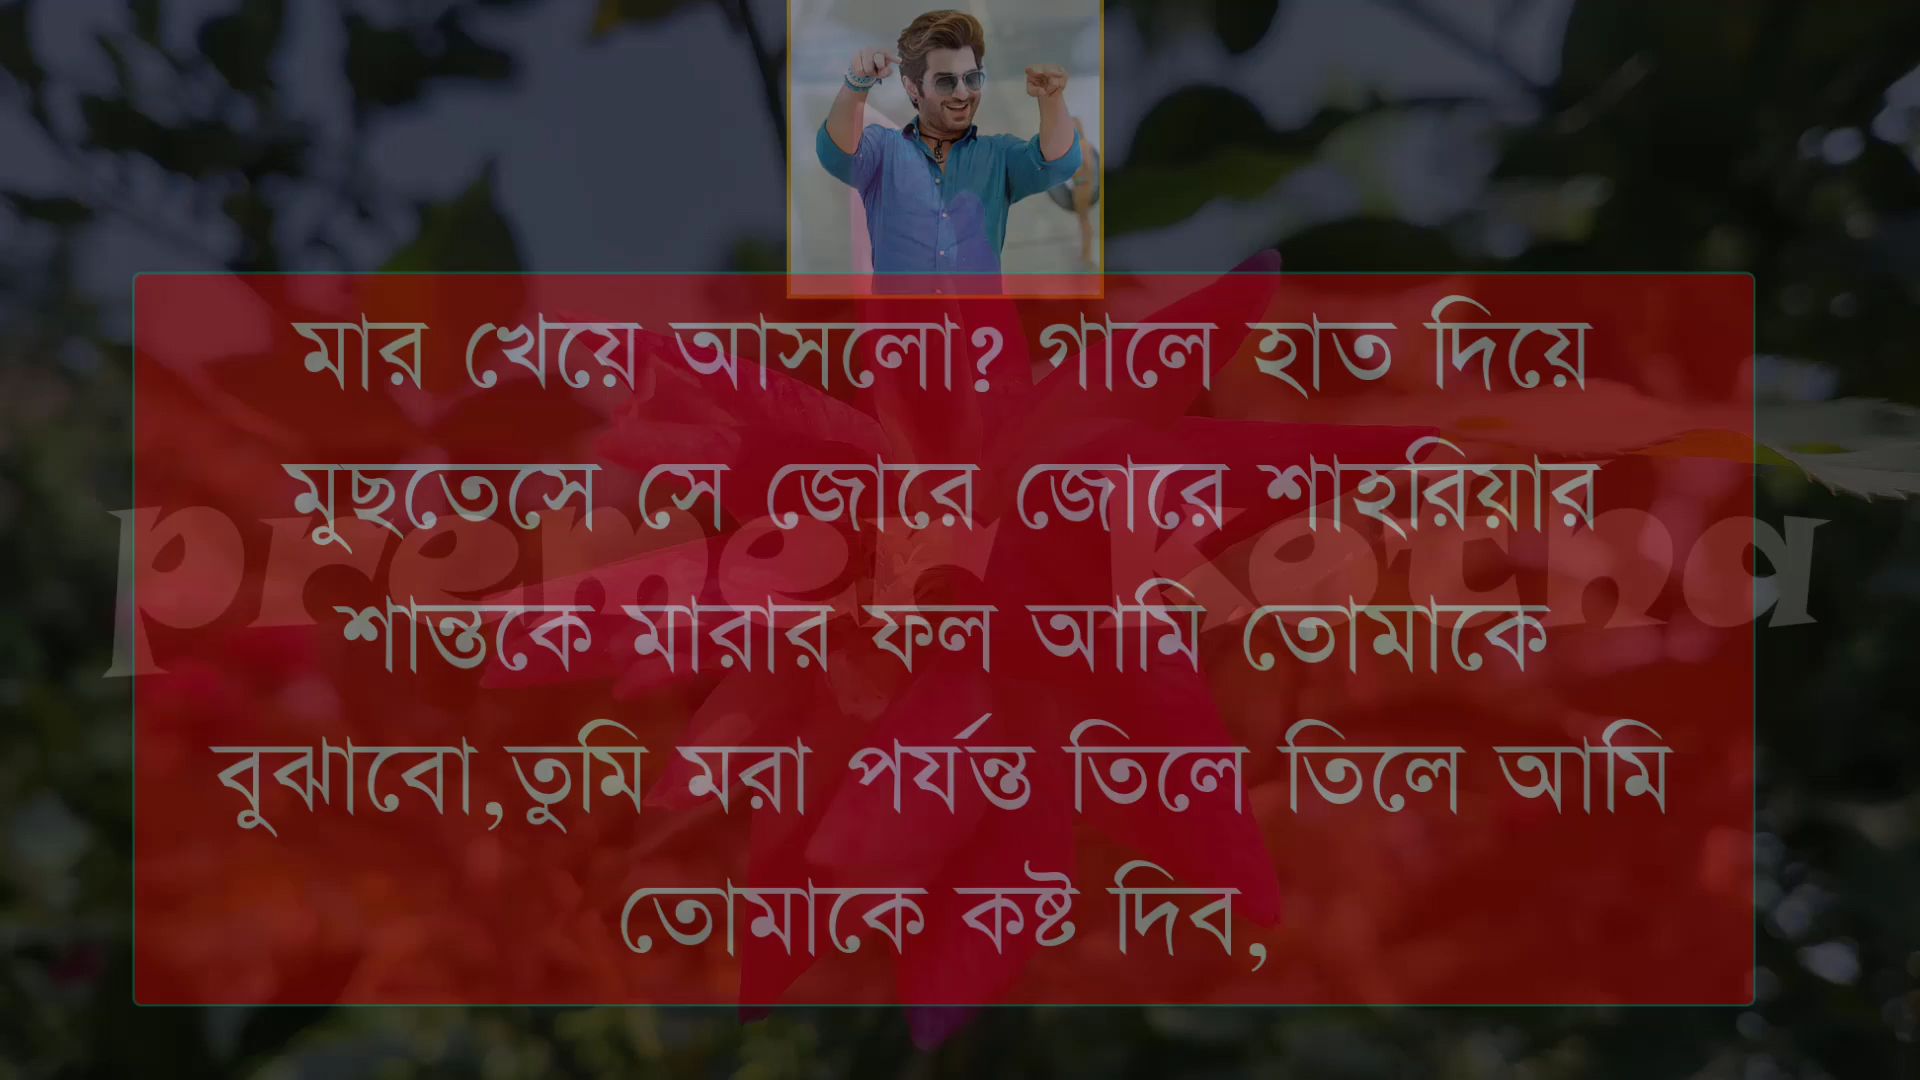 মার খেয়ে আসলো? গালে হাত দিয়ে
মুছতেসে সে জোরে জোরে শাহরিয়ার
premer kotha
শান্তকে মারার ফল আমি তোমাকে
বুঝাবো,তুমি মরা পর্যন্ত তিলে তিলে আমি
তোমাকে কষ্ট দিব,